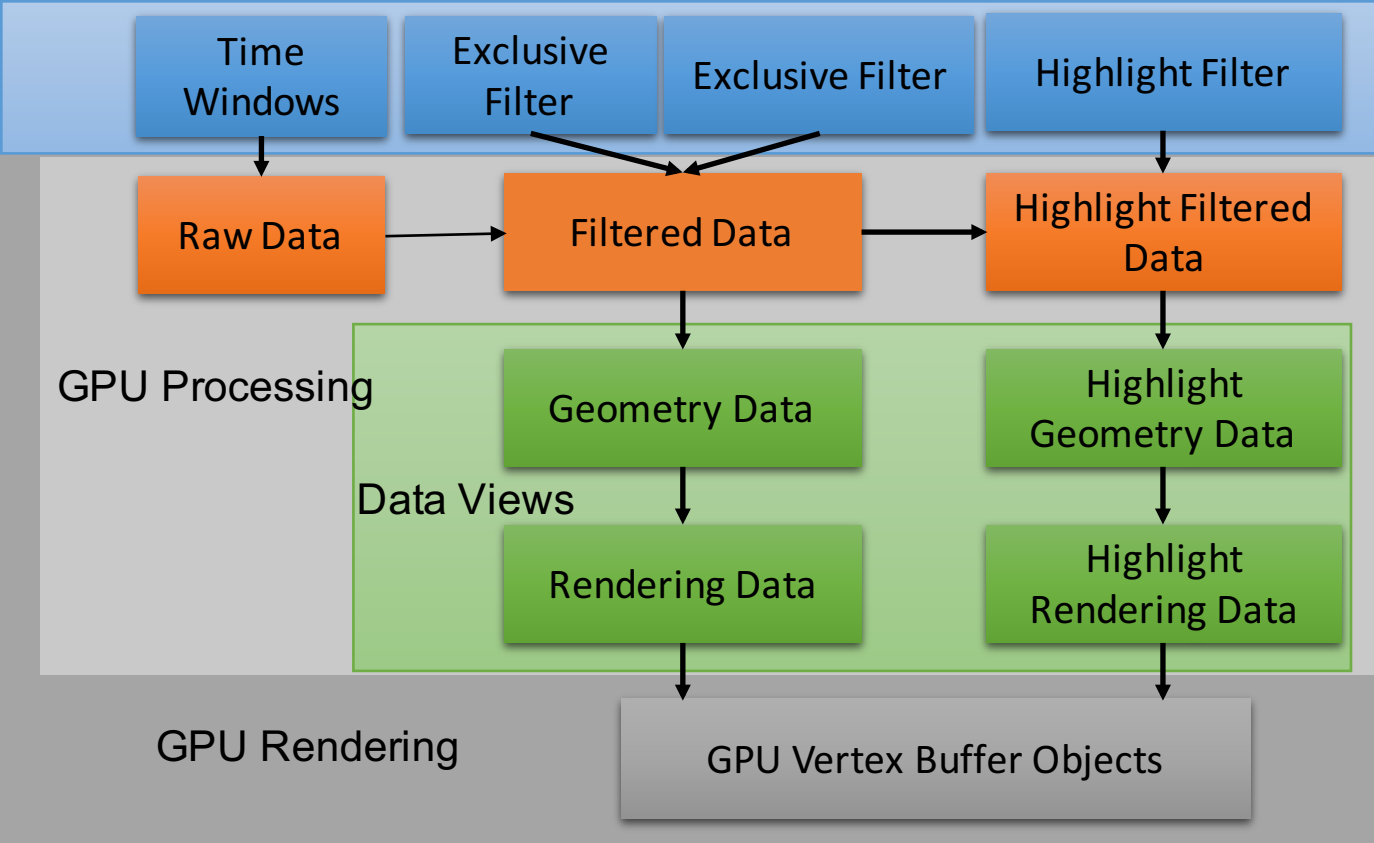 Time
Windows
Exclusive
Filter
Exclusive Filter
Highlight Filter
Raw Data
Filtered Data
Highlight Filtered
Data
GPU Processing
Geometry Data
Highlight
Geometry Data
Data Views
Rendering Data
Highlight
Rendering Data
GPU Rendering
GPU Vertex Buffer Objects